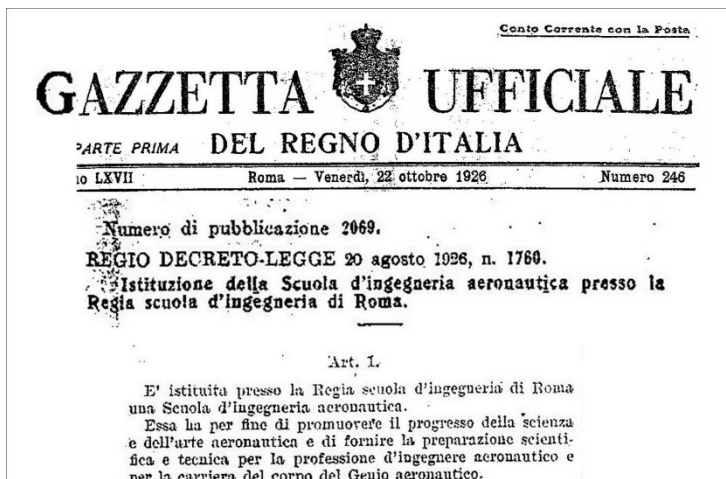 Conto Corrente con la Posta
GAZZETTA UFFICIALE
PARTE PRIMA DEL REGNO D'ITALIA
LXVII Roma — Venerdì, 22 ottobre 1926 Numero 246
Numero di pubblicazione 2069.
REGIO DECRETO-LEGGE 20 agosto 1926, n. 1760.
Istituzione della Scuola d'ingegneria aeronautica presso la
Regia scuola d'ingegneria di Roma.
Art. 1.
E' istituita presso la Regia scuola d'ingegneria di Roma
una Scuola d'ingegneria aeronautica.
Essa ha per fine di promuovere il progresso della scienza
e dell'arte aeronautica e di fornire la preparazione scienti-
fica e tecnica per la professione d'ingegnere aeronautico e
per la carriera del corpo del Genio aeronautico.